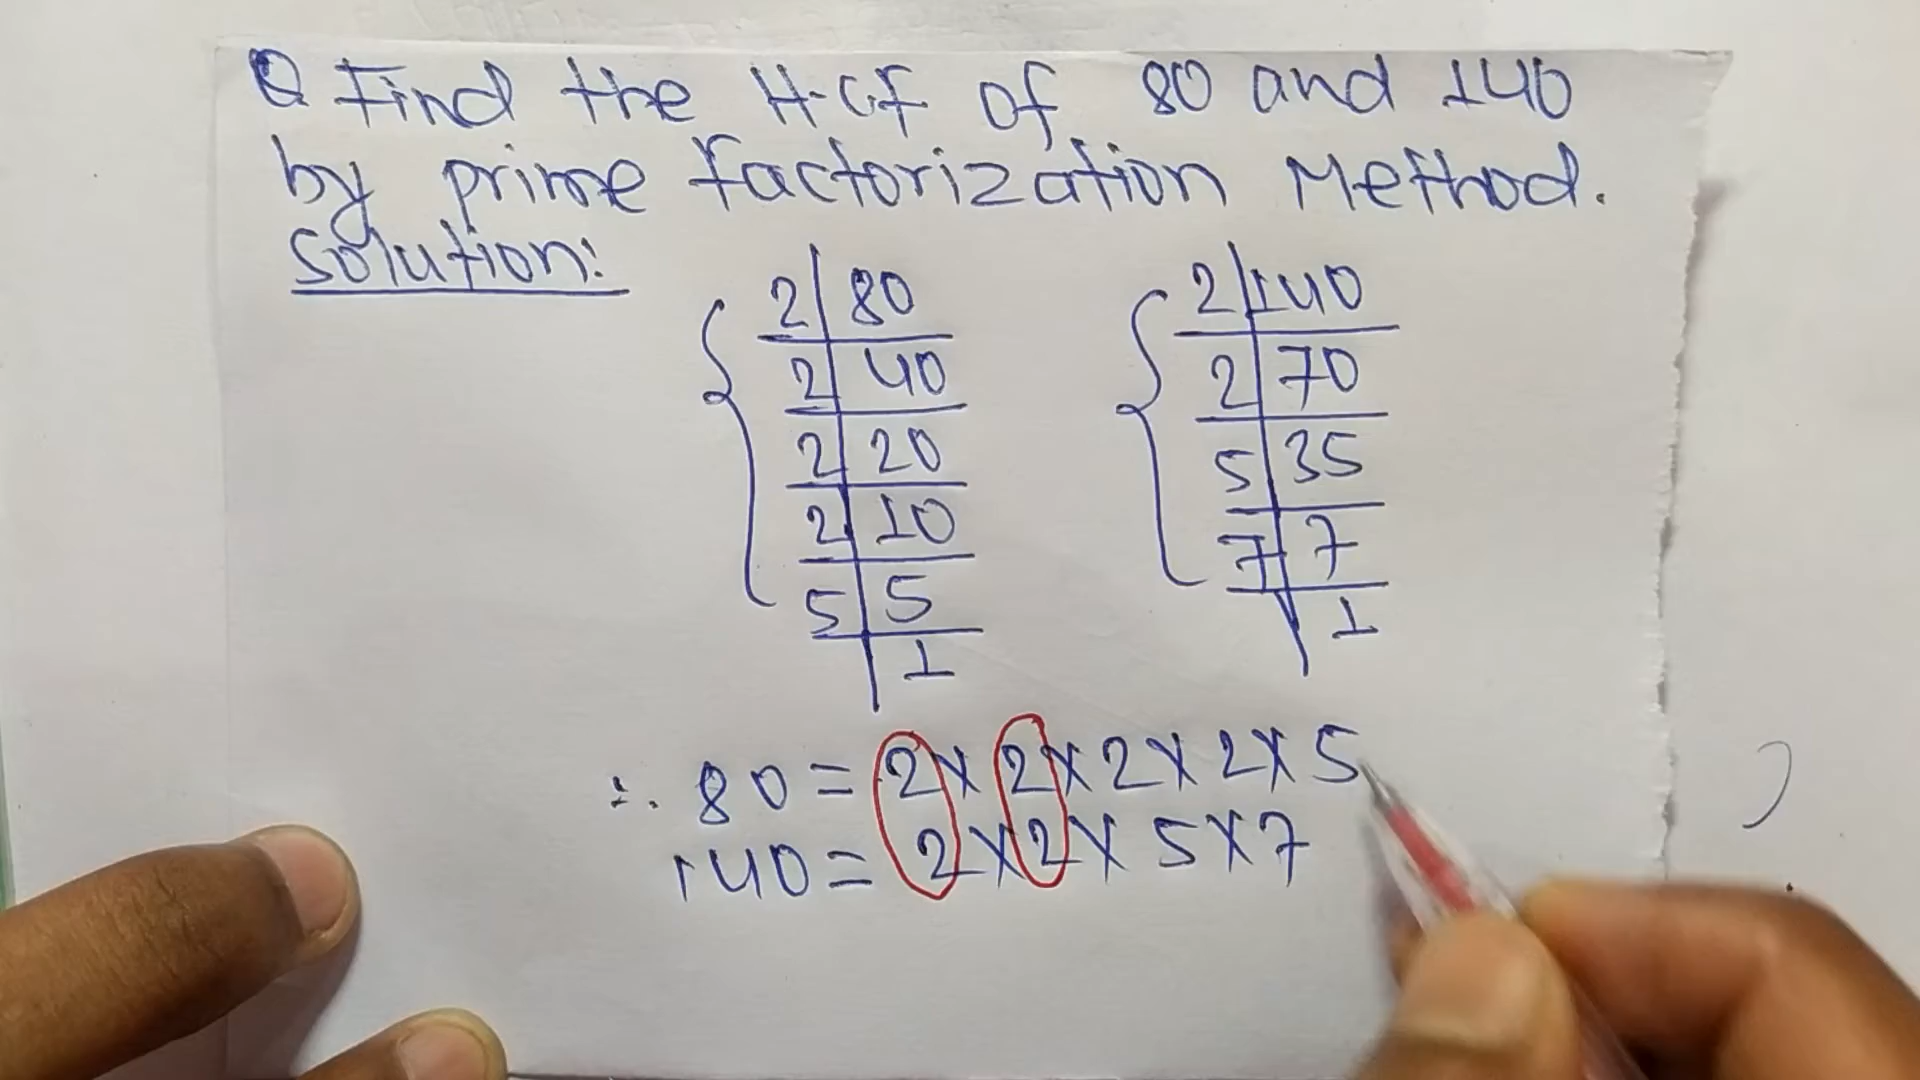 Q Find the H.C.F of 80 and 140
by prime factorization Method.
Solution:
2 80
2 40
2 20
2 10
5 5
1
2 140
2 70
5 35
7 7
1
∴ 80 = 2 x 2 x 2 x 2 x 5
140 = 2 x 2 x 5 x 7